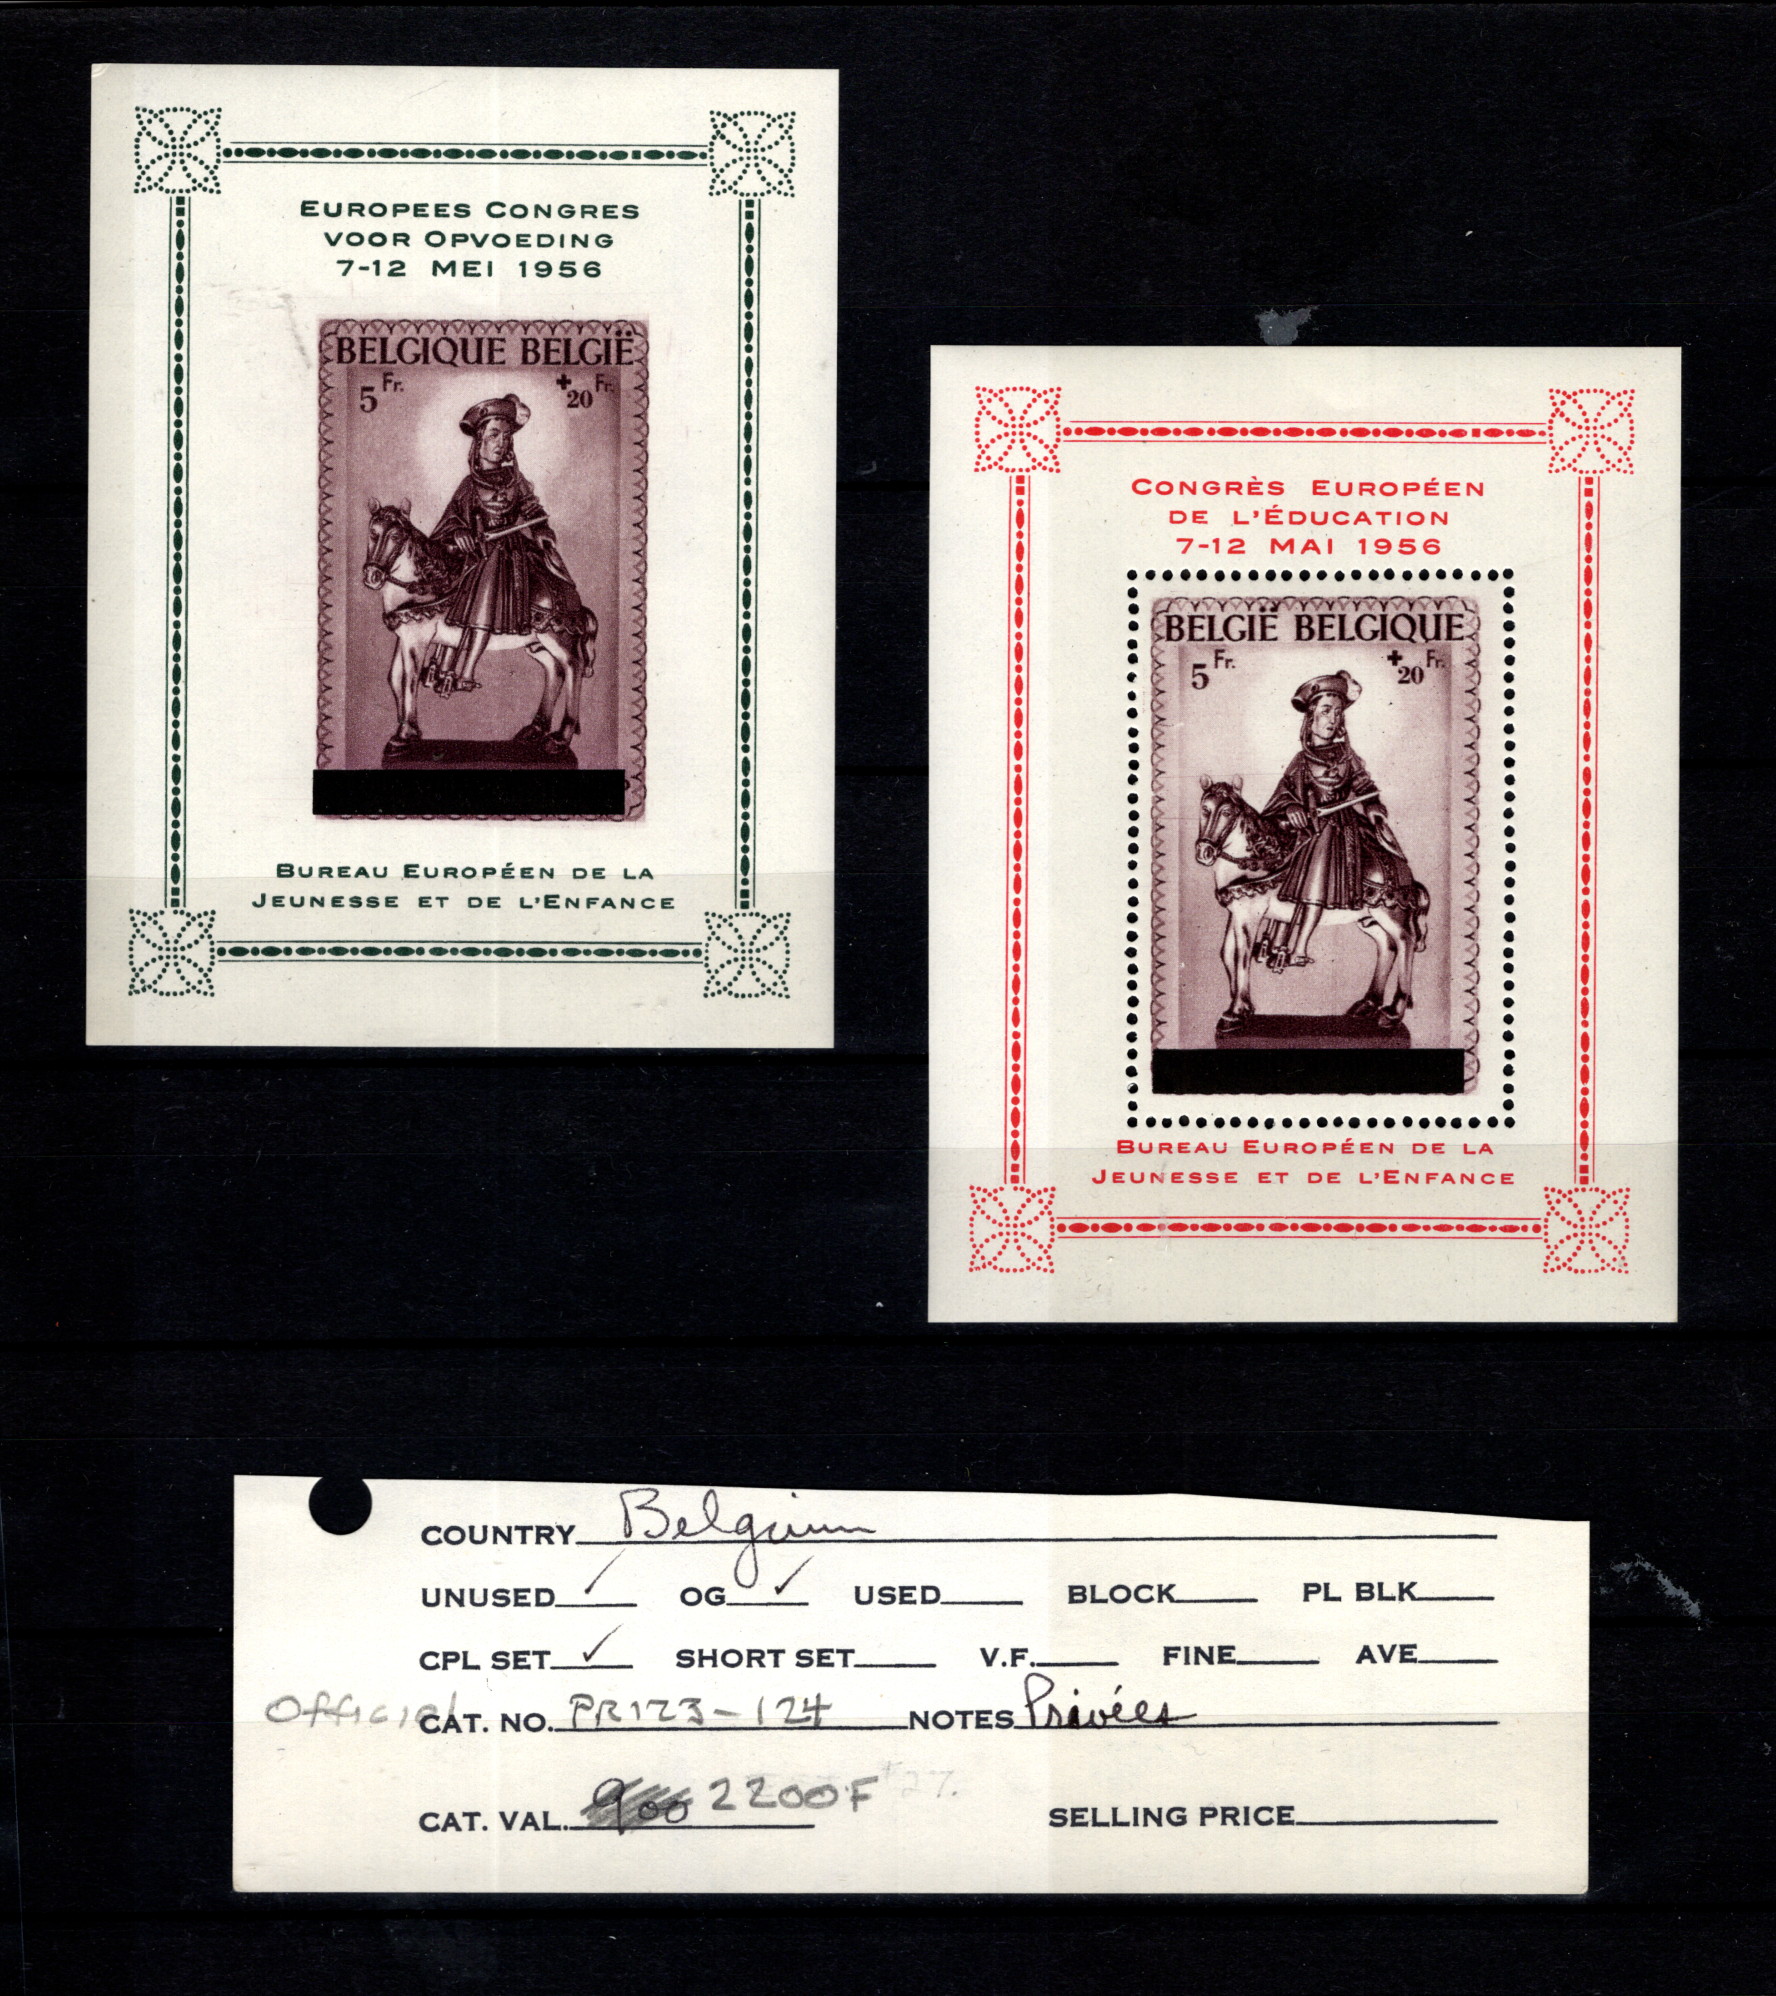 EUROPEES CONGRES
VOOR OPVOEDING
7-12 MEI 1956
BELGIQUE BELGIË
5 Fr. + 20 Fr.
BUREAU EUROPÉEN DE LA
JEUNESSE ET DE L'ENFANCE
CONGRÈS EUROPÉEN
DE L'ÉDUCATION
7-12 MAI 1956
BELGIË BELGIQUE
5 Fr. + 20 Fr.
BUREAU EUROPÉEN DE LA
JEUNESSE ET DE L'ENFANCE
COUNTRY Belgium
UNUSED ✓ OG ✓ USED BLOCK PL BLK
CPL SET ✓ SHORT SET V.F. FINE AVE
Official CAT. NO. PR123-124 NOTES Privées
CAT. VAL. 900 2200F SELLING PRICE